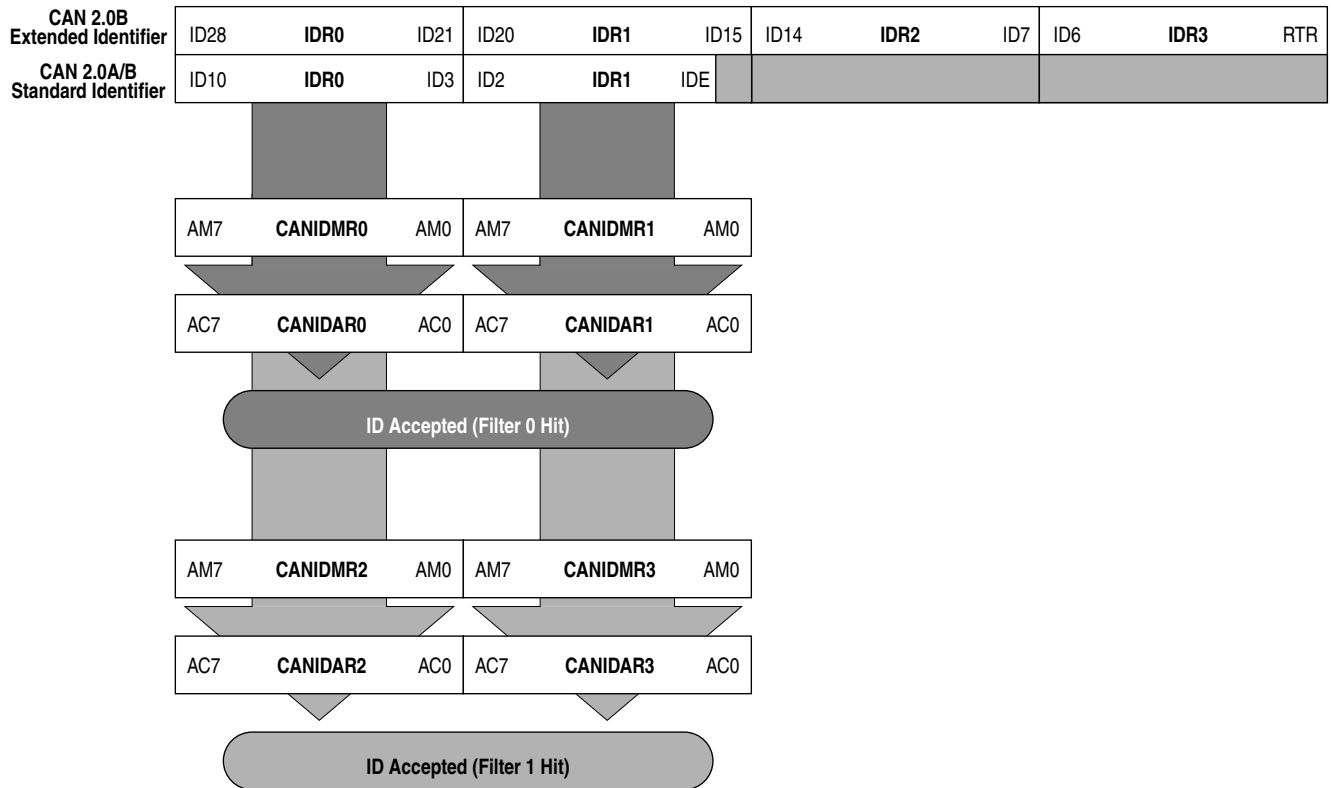 CAN 2.0B
Extended Identifier
ID28 IDR0 ID21 ID20 IDR1 ID15 ID14 IDR2 ID7 ID6 IDR3 RTR
CAN 2.0A/B
Standard Identifier
ID10 IDR0 ID3 ID2 IDR1 IDE
AM7 CANIDMR0 AM0 AM7 CANIDMR1 AM0
AC7 CANIDAR0 AC0 AC7 CANIDAR1 AC0
ID Accepted (Filter 0 Hit)
AM7 CANIDMR2 AM0 AM7 CANIDMR3 AM0
AC7 CANIDAR2 AC0 AC7 CANIDAR3 AC0
ID Accepted (Filter 1 Hit)